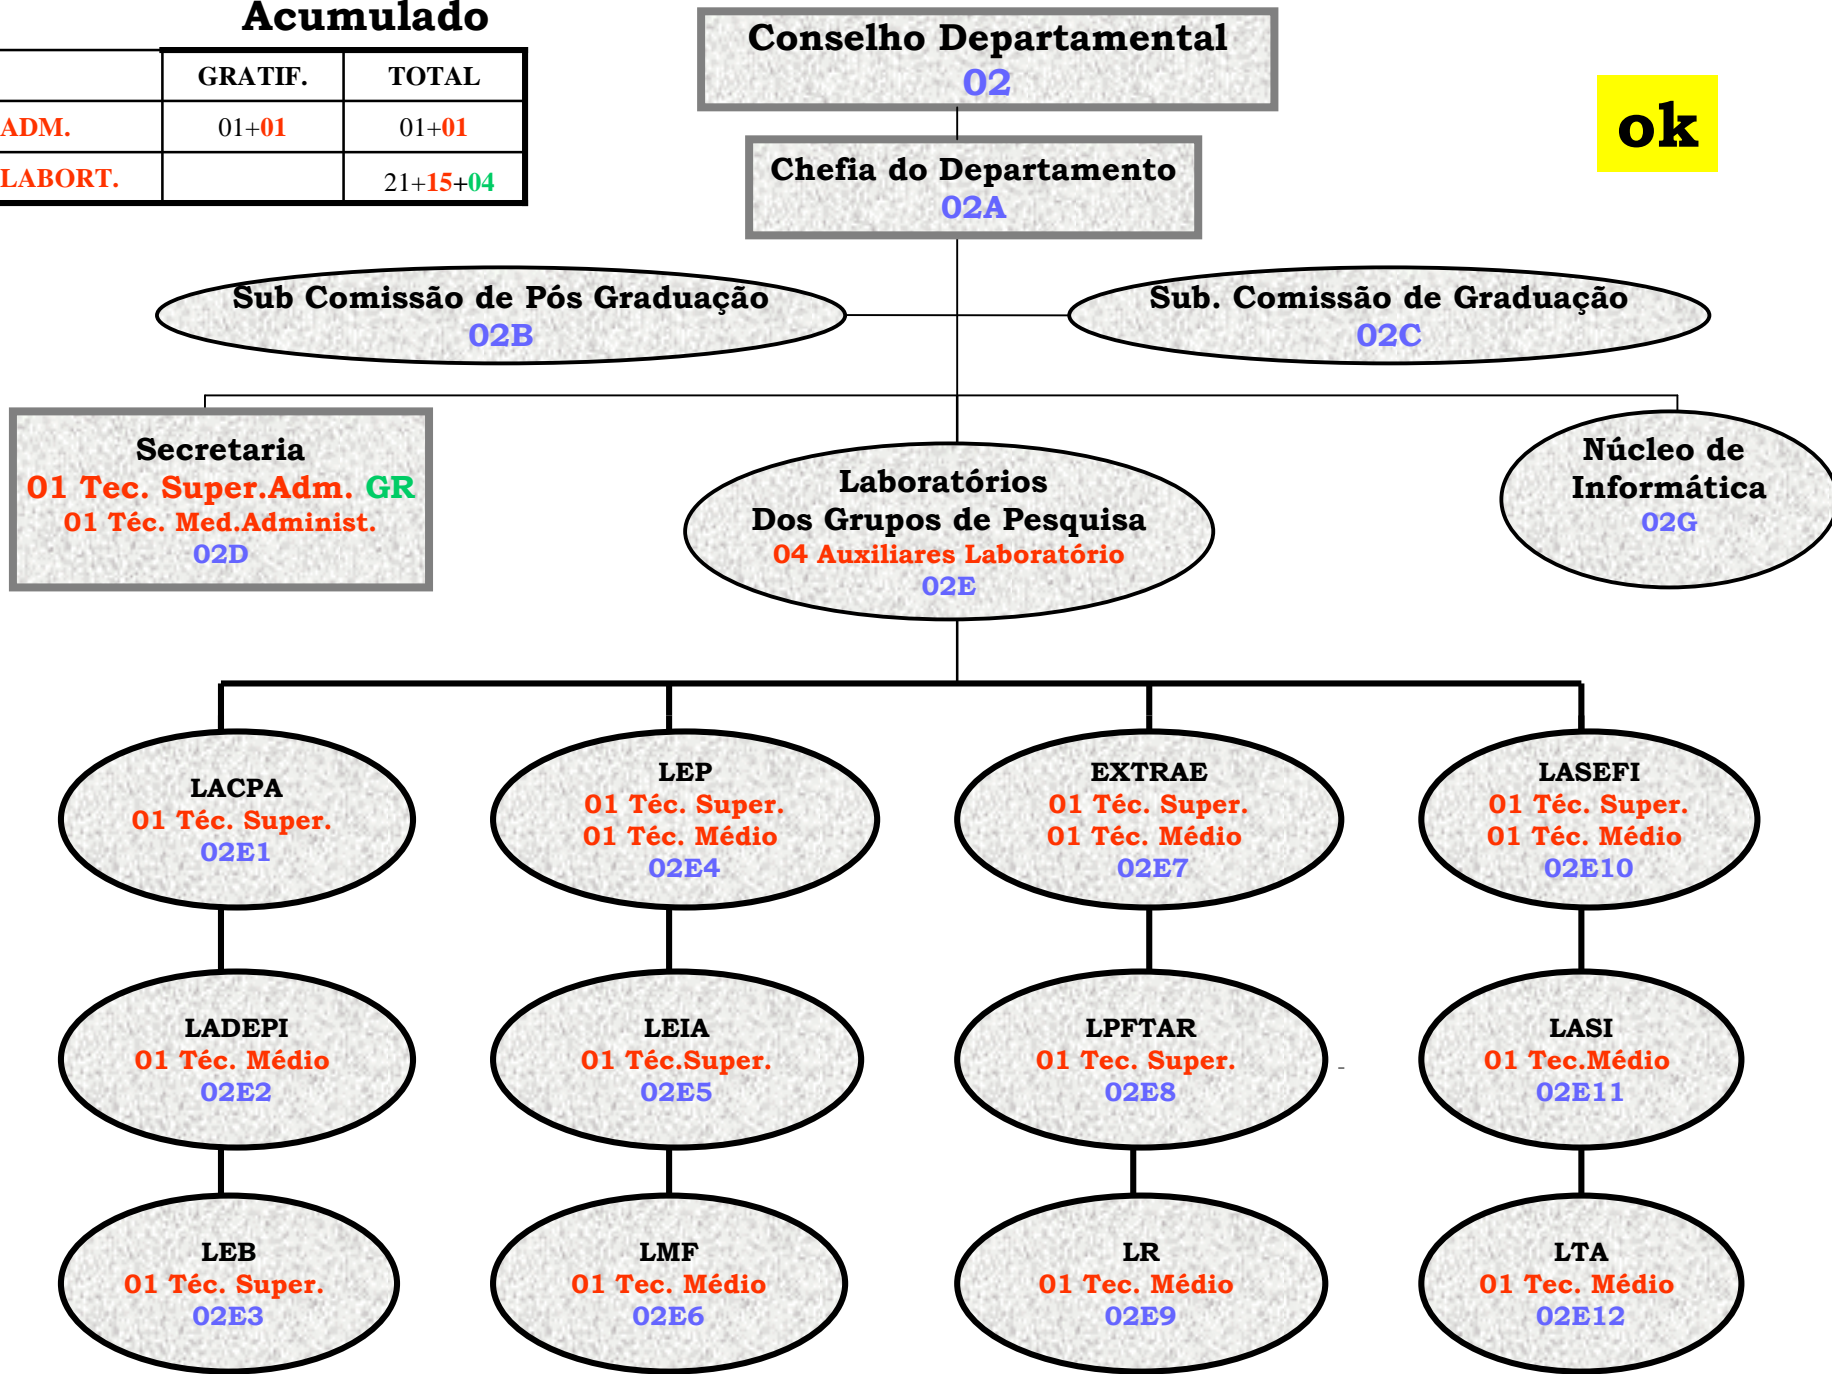 Acumulado
GRATIF. TOTAL
ADM. 01+01 01+01
LABORT. 21+15+04
Conselho Departamental
02
ok
Chefia do Departamento
02A
Sub Comissão de Pós Graduação
02B
Sub. Comissão de Graduação
02C
Secretaria
01 Tec. Super.Adm. GR
01 Téc. Med.Administ.
02D
Laboratórios
Dos Grupos de Pesquisa
04 Auxiliares Laboratório
02E
Núcleo de
Informática
02G
LACPA
01 Téc. Super.
02E1
LEP
01 Téc. Super.
01 Téc. Médio
02E4
EXTRAE
01 Téc. Super.
01 Téc. Médio
02E7
LASEFI
01 Téc. Super.
01 Téc. Médio
02E10
LADEPI
01 Téc. Médio
02E2
LEIA
01 Téc.Super.
02E5
LPFTAR
01 Tec. Super.
02E8
-
LASI
01 Tec.Médio
02E11
LEB
01 Téc. Super.
02E3
LMF
01 Tec. Médio
02E6
LR
01 Tec. Médio
02E9
LTA
01 Tec. Médio
02E12